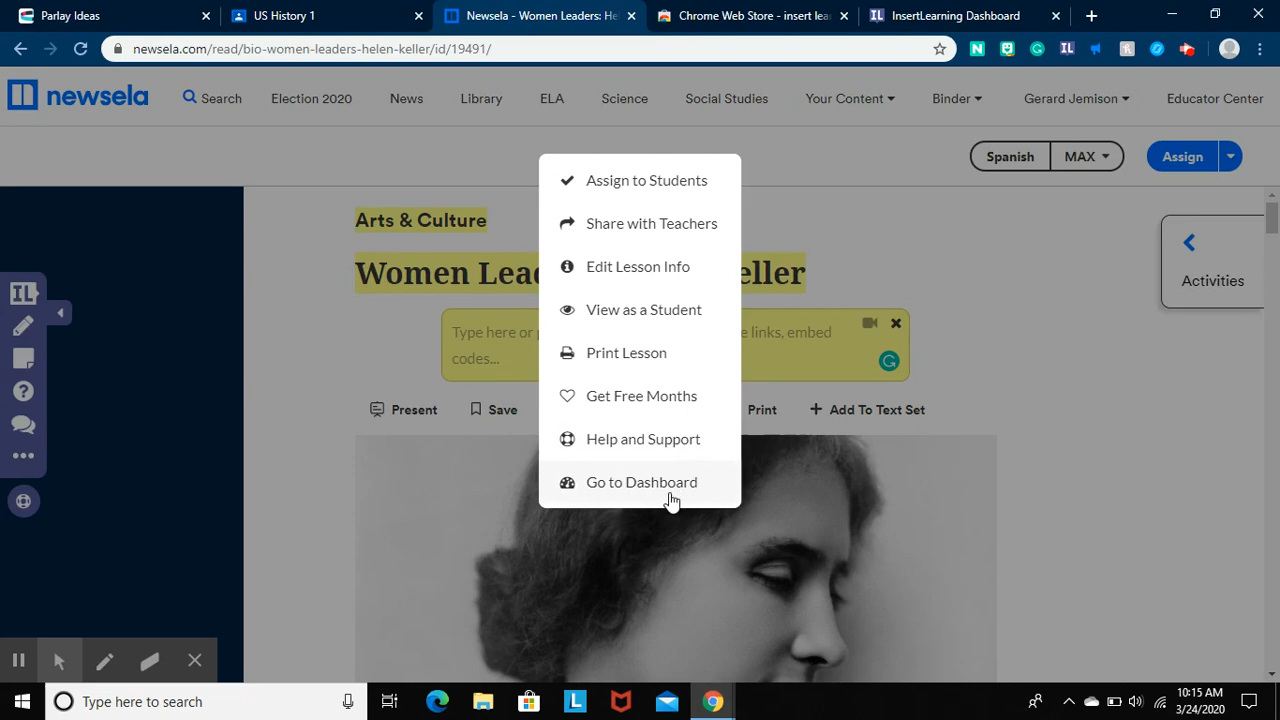 Parlay Ideas
US History 1
Newsela - Women Leaders: He
Chrome Web Store - insert lea
InsertLearning Dashboard
newsela.com/read/bio-women-leaders-helen-keller/id/19491/
newsela
Search
Election 2020
News
Library
ELA
Science
Social Studies
Your Content
Binder
Gerard Jemison
Educator Center
Spanish
MAX
Assign
Assign to Students
Share with Teachers
Edit Lesson Info
View as a Student
Print Lesson
Get Free Months
Help and Support
Go to Dashboard
Arts & Culture
Women Lea
eller
Type here or p
e links, embed
codes...
Activities
IL
Present
Save
Print
Add To Text Set
Type here to search
10:15 AM
3/24/2020